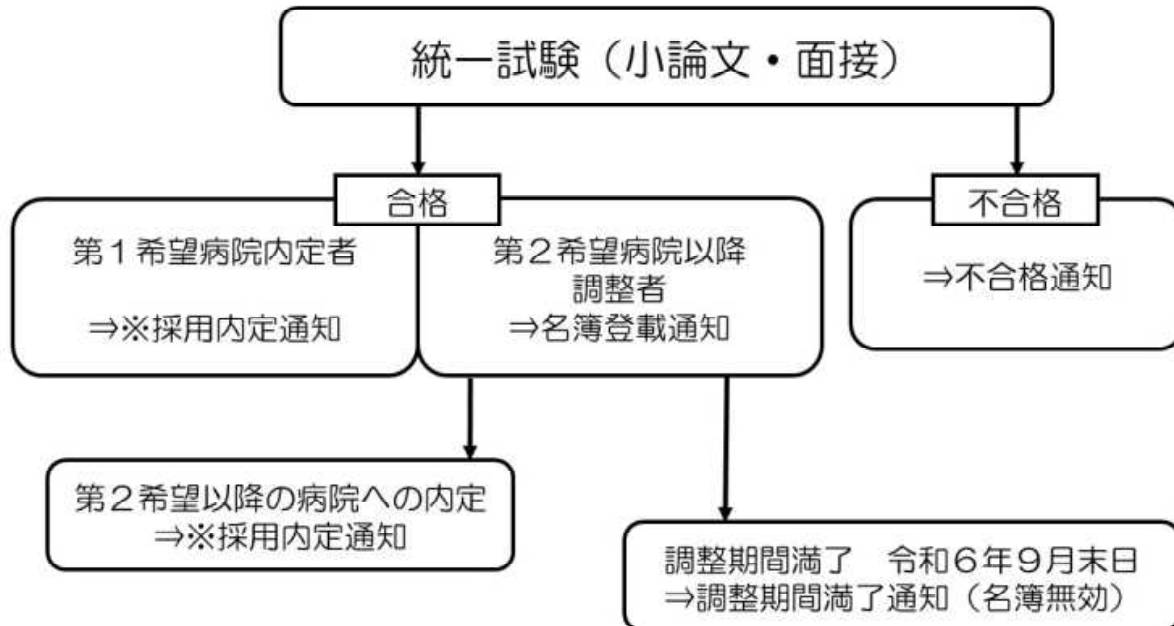 統一試験（小論文・面接）
合格
不合格
第１希望病院内定者
⇒※採用内定通知
第２希望病院以降
調整者
⇒名簿登載通知
⇒不合格通知
第２希望以降の病院への内定
⇒※採用内定通知
調整期間満了　令和６年９月末日
⇒調整期間満了通知（名簿無効）